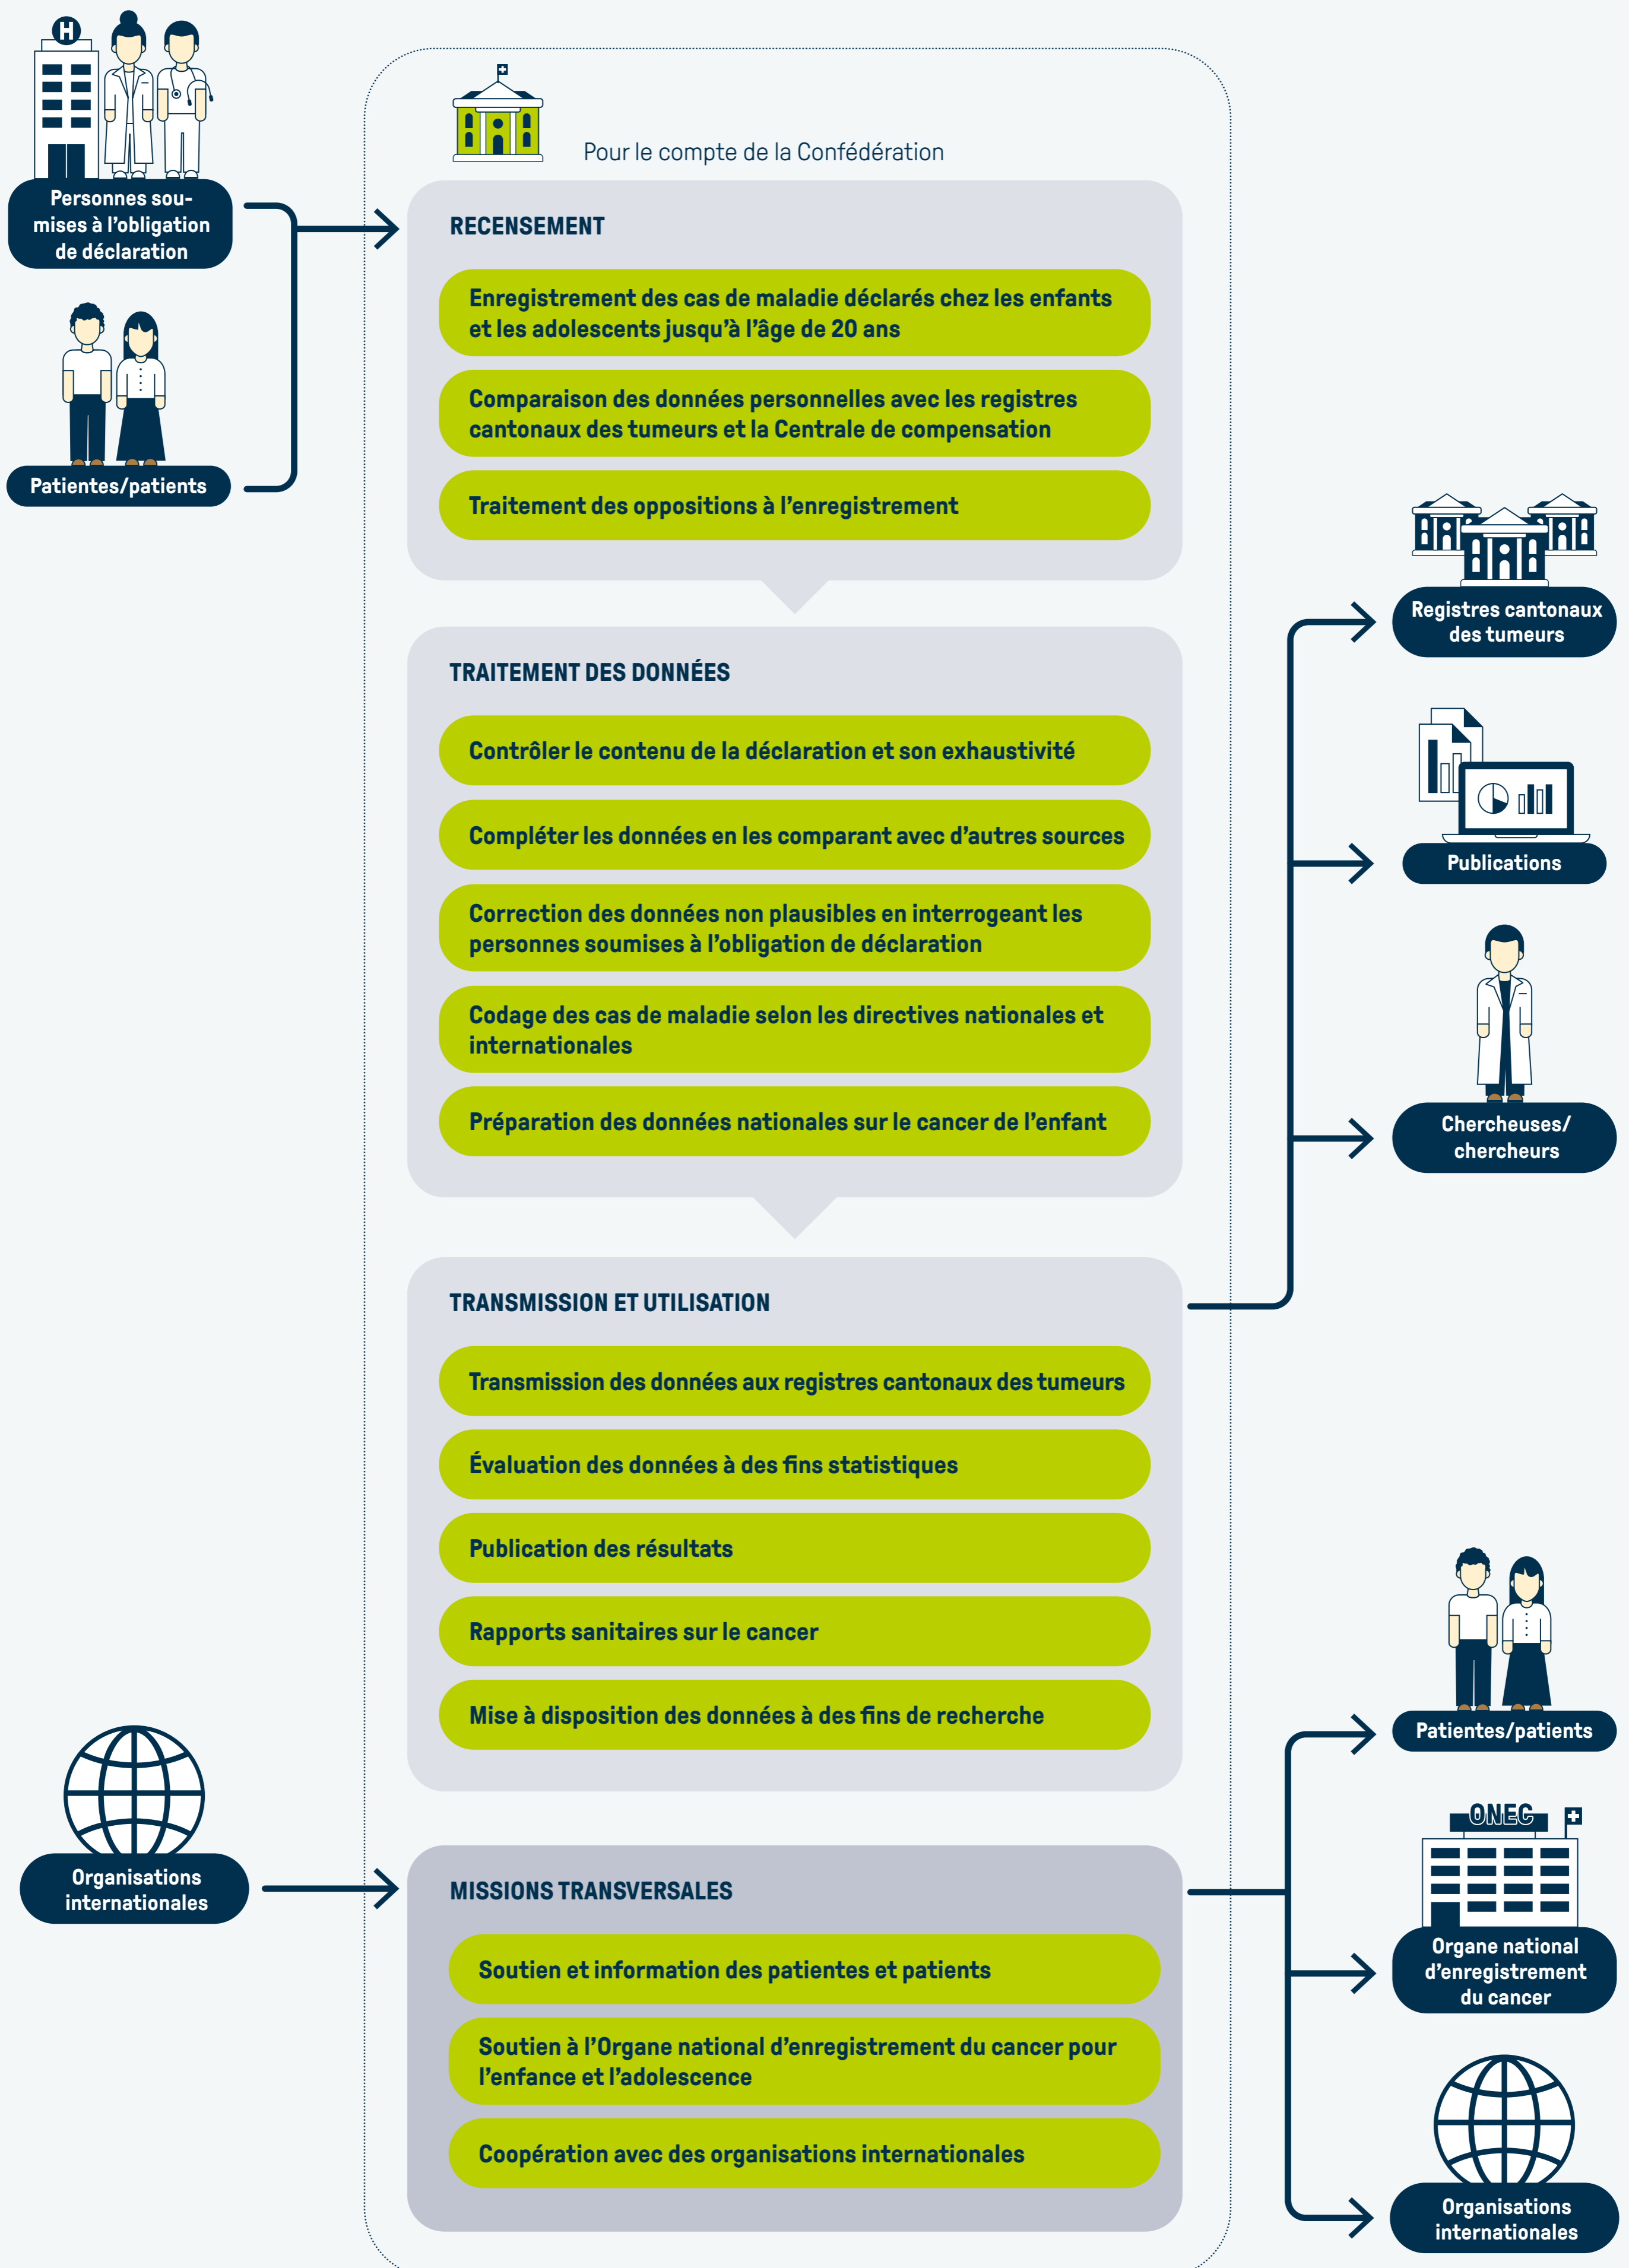 H
Personnes sou-
mises à l’obligation
de déclaration
Patientes/patients
Pour le compte de la Confédération
RECENSEMENT
Enregistrement des cas de maladie déclarés chez les enfants
et les adolescents jusqu’à l’âge de 20 ans
Comparaison des données personnelles avec les registres
cantonaux des tumeurs et la Centrale de compensation
Traitement des oppositions à l’enregistrement
TRAITEMENT DES DONNÉES
Contrôler le contenu de la déclaration et son exhaustivité
Compléter les données en les comparant avec d’autres sources
Correction des données non plausibles en interrogeant les
personnes soumises à l’obligation de déclaration
Codage des cas de maladie selon les directives nationales et
internationales
Préparation des données nationales sur le cancer de l’enfant
Registres cantonaux
des tumeurs
Publications
Chercheuses/
chercheurs
TRANSMISSION ET UTILISATION
Transmission des données aux registres cantonaux des tumeurs
Évaluation des données à des fins statistiques
Publication des résultats
Rapports sanitaires sur le cancer
Mise à disposition des données à des fins de recherche
Organisations
internationales
MISSIONS TRANSVERSALES
Soutien et information des patientes et patients
Soutien à l’Organe national d’enregistrement du cancer pour
l’enfance et l’adolescence
Coopération avec des organisations internationales
Patientes/patients
ONEC
Organe national
d’enregistrement
du cancer
Organisations
internationales